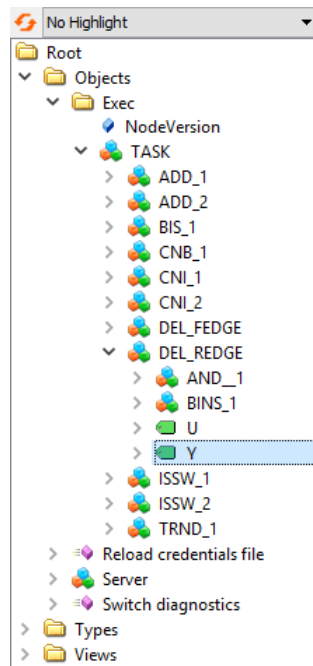 No Highlight
Root
Objects
Exec
NodeVersion
TASK
ADD_1
ADD_2
BIS_1
CNB_1
CNI_1
CNI_2
DEL_FEDGE
DEL_REDGE
AND__1
BINS_1
U
Y
ISSW_1
ISSW_2
TRND_1
Reload credentials file
Server
Switch diagnostics
Types
Views